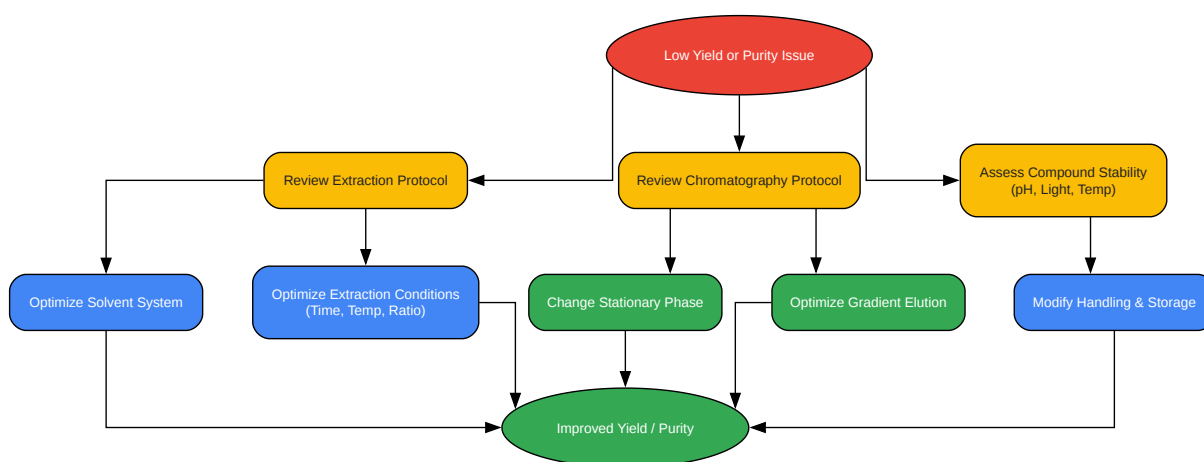 Low Yield or Purity Issue
Review Extraction Protocol
Review Chromatography Protocol
Assess Compound Stability
(pH, Light, Temp)
Optimize Solvent System
Optimize Extraction Conditions
(Time, Temp, Ratio)
Change Stationary Phase
Optimize Gradient Elution
Modify Handling & Storage
Improved Yield / Purity